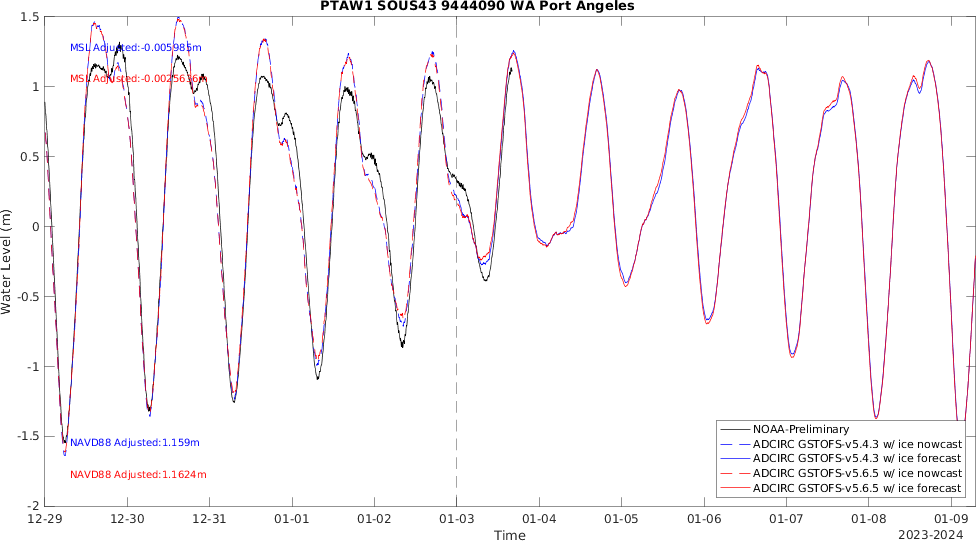 PTAW1 SOUS43 9444090 WA Port Angeles
1.5
1
0.5
0
-0.5
-1
-1.5
-2
Water Level (m)
MSL Adjusted:-0.005985m
MSL Adjusted:-0.0025636m
NAVD88 Adjusted:1.159m
NAVD88 Adjusted:1.1624m
NOAA-Preliminary
ADCIRC GSTOFS-v5.4.3 w/ ice nowcast
ADCIRC GSTOFS-v5.4.3 w/ ice forecast
ADCIRC GSTOFS-v5.6.5 w/ ice nowcast
ADCIRC GSTOFS-v5.6.5 w/ ice forecast
12-29 12-30 12-31 01-01 01-02 01-03 01-04 01-05 01-06 01-07 01-08 01-09
Time
2023-2024